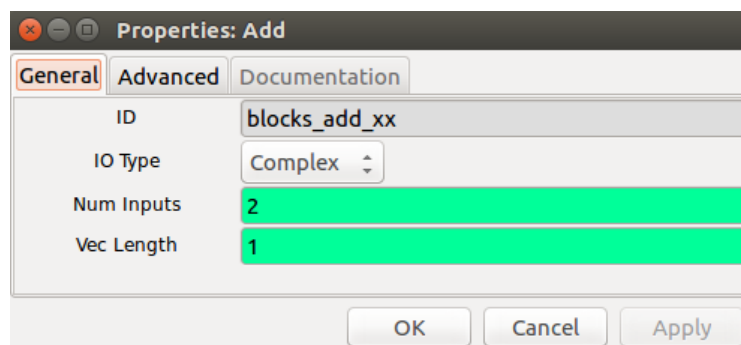 Properties: Add
General Advanced Documentation
ID blocks_add_xx
IO Type Complex
Num Inputs 2
Vec Length 1
OK Cancel Apply